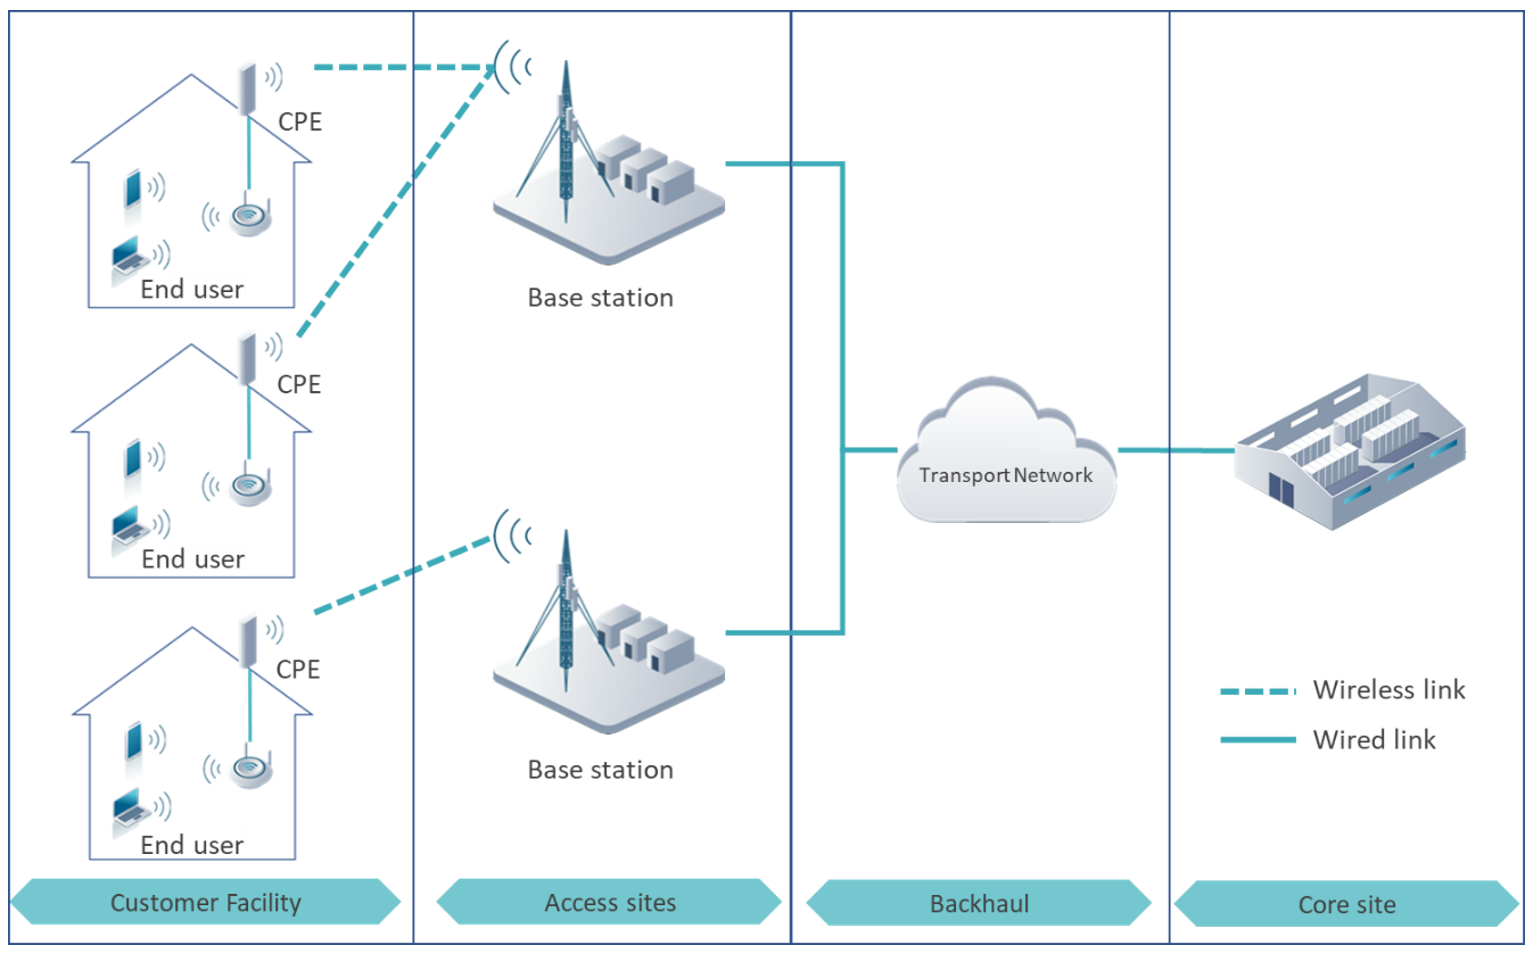 CPE
End user
Base station
CPE
End user
Transport Network
CPE
End user
Base station
Wireless link
Wired link
Customer Facility
Access sites
Backhaul
Core site